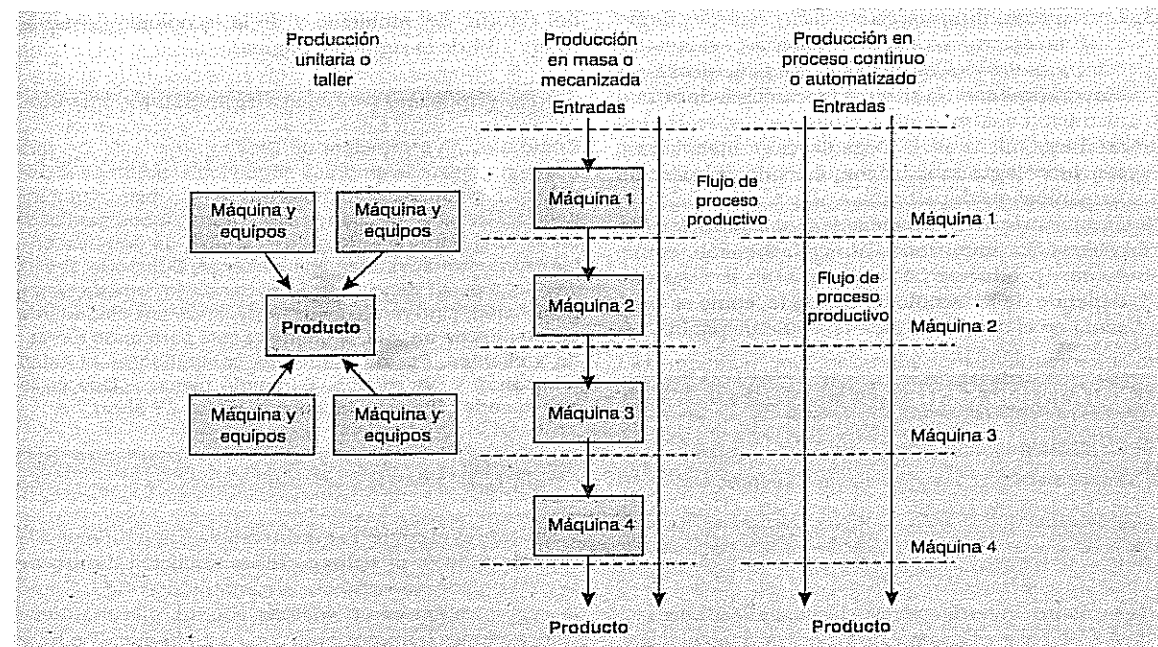 Producción
unitaria o
taller
Producción
en masa o
mecanizada
Entradas
Producción en
proceso continuo
o automatizado
Entradas
Máquina y
equipos
Máquina y
equipos
Producto
Máquina y
equipos
Máquina y
equipos
Máquina 1
Máquina 2
Máquina 3
Máquina 4
Producto
Flujo de
proceso
productivo
Flujo de
proceso
productivo
Máquina 1
Máquina 2
Máquina 3
Máquina 4
Producto